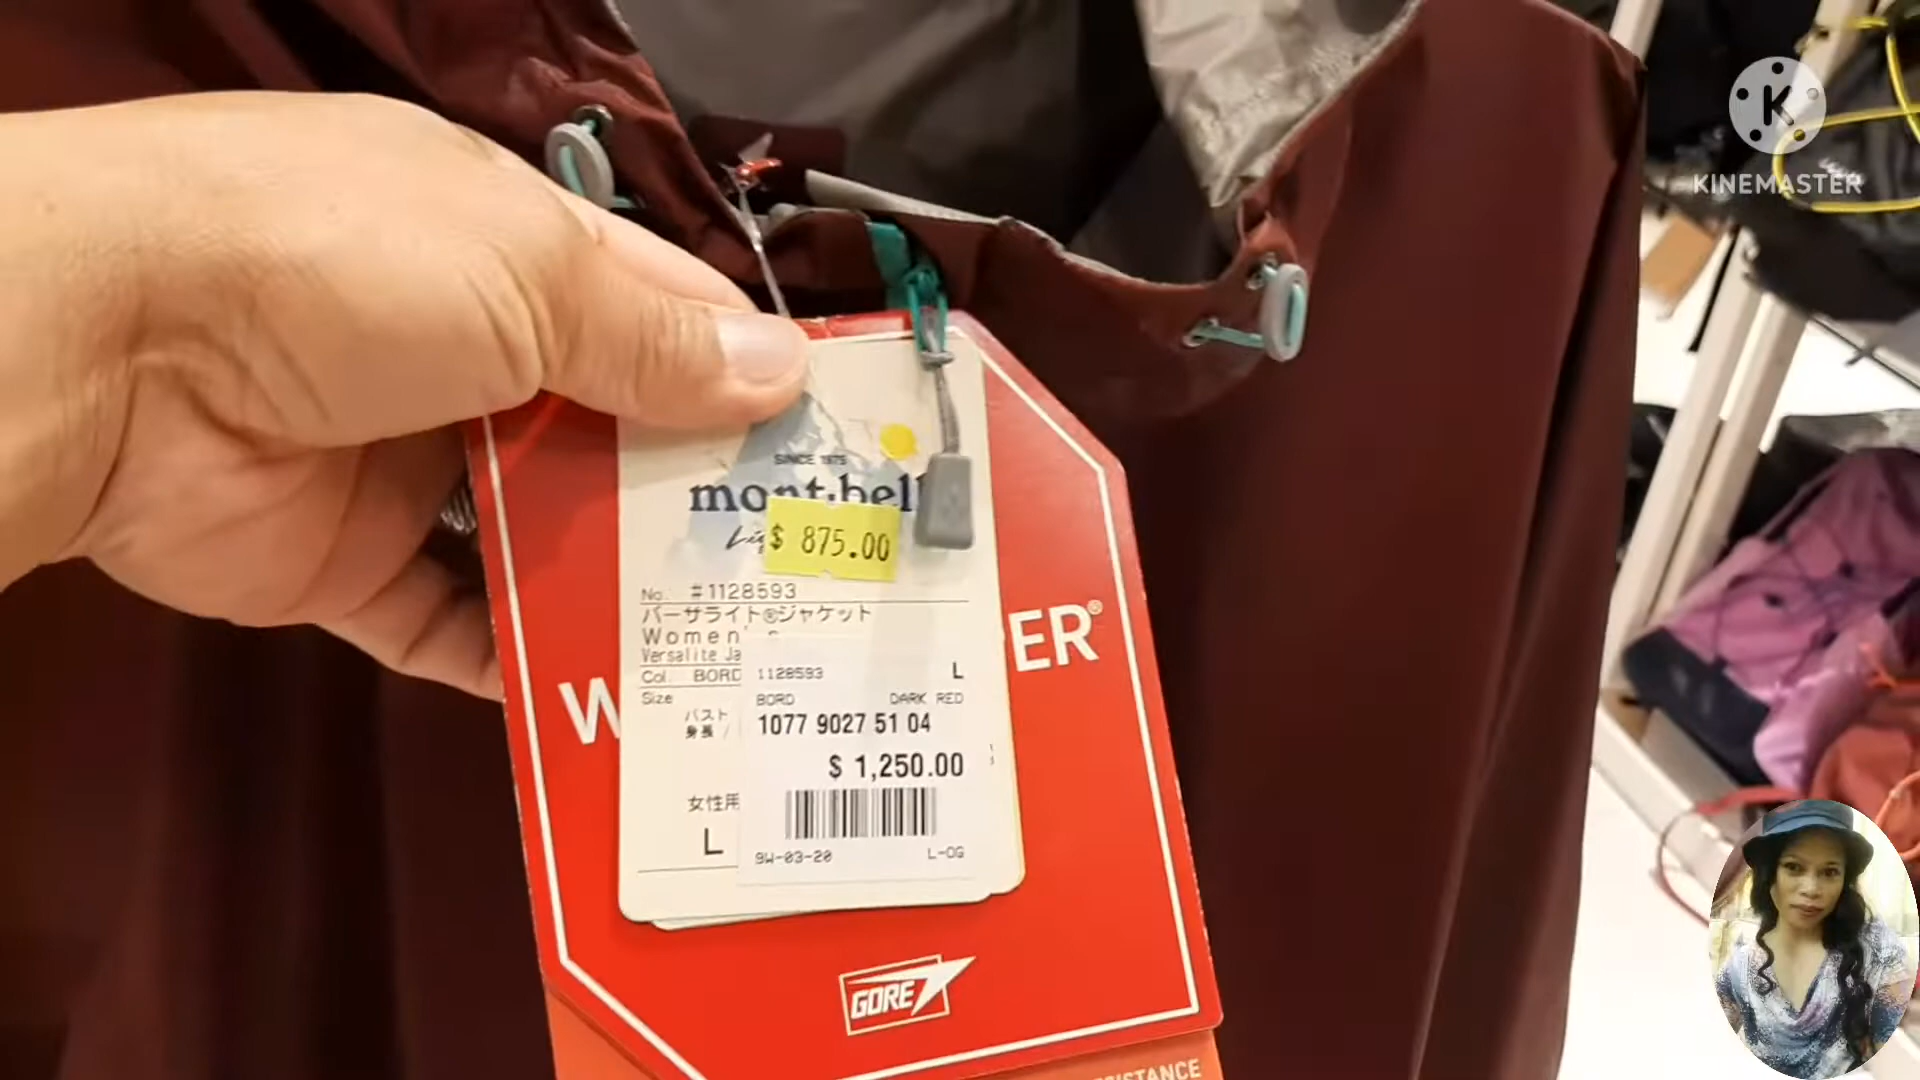 KINEMASTER
SINCE 1975
mont-bell
$ 875.00
No. #1128593
バーサライト®ジャケット
Women's
Versalite Ja
Col. BORD
Size
バスト
身長 /
女性用
L
1128593 L
BORD DARK RED
1077 9027 51 04
$ 1,250.00
9W-03-20 L-OG
ER®
GORE